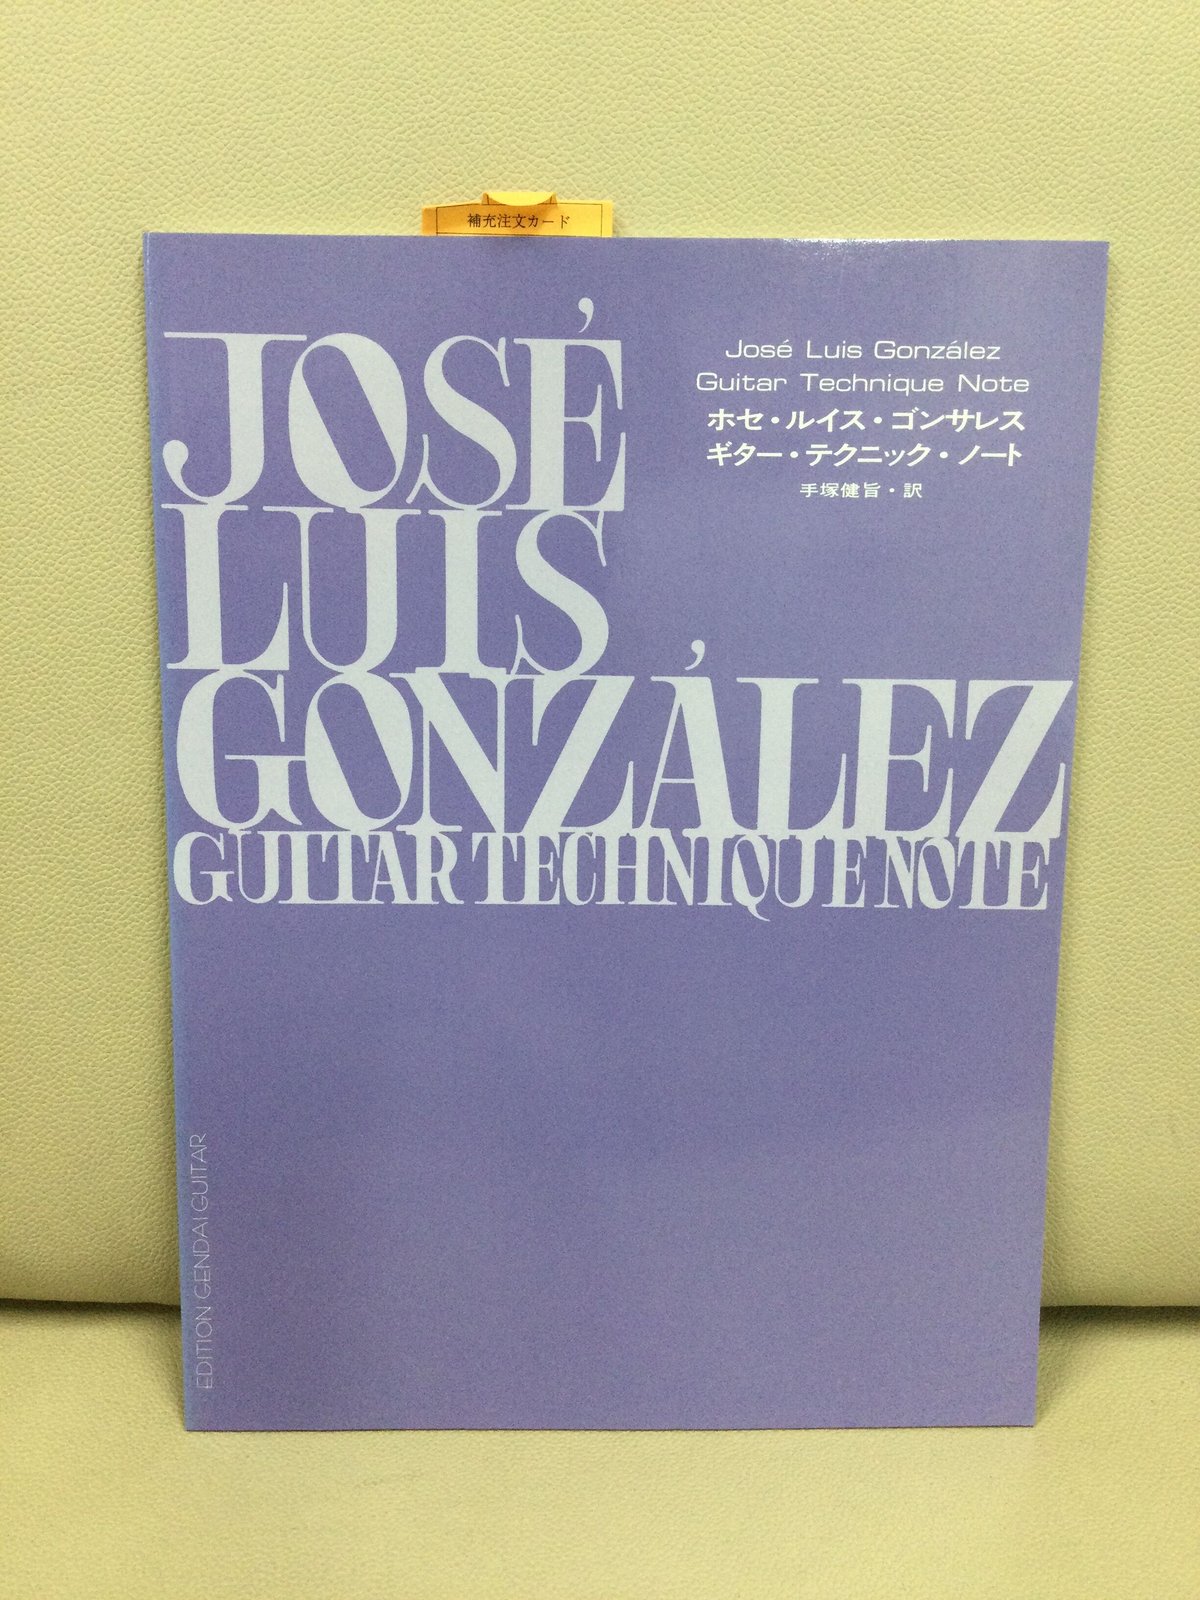 補充注文カード
JOSÉ
LUIS
GONZÁLEZ
GUITAR TECHNIQUE NOTE
José Luis González
Guitar Technique Note
ホセ・ルイス・ゴンサレス
ギター・テクニック・ノート
手塚健旨・訳
EDITION GENDAI GUITAR